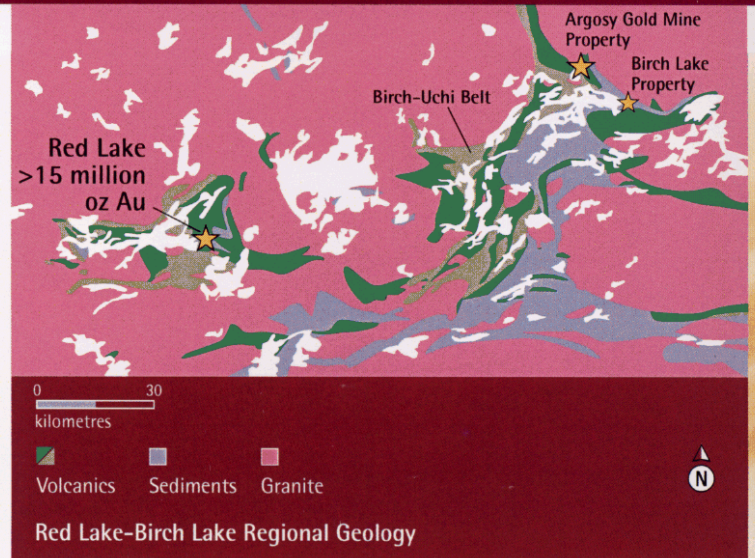 Argosy Gold Mine
Property
Birch Lake
Property
Birch-Uchi Belt
Red Lake
>15 million
oz Au
0 30
kilometres
Volcanics Sediments Granite
N
Red Lake-Birch Lake Regional Geology